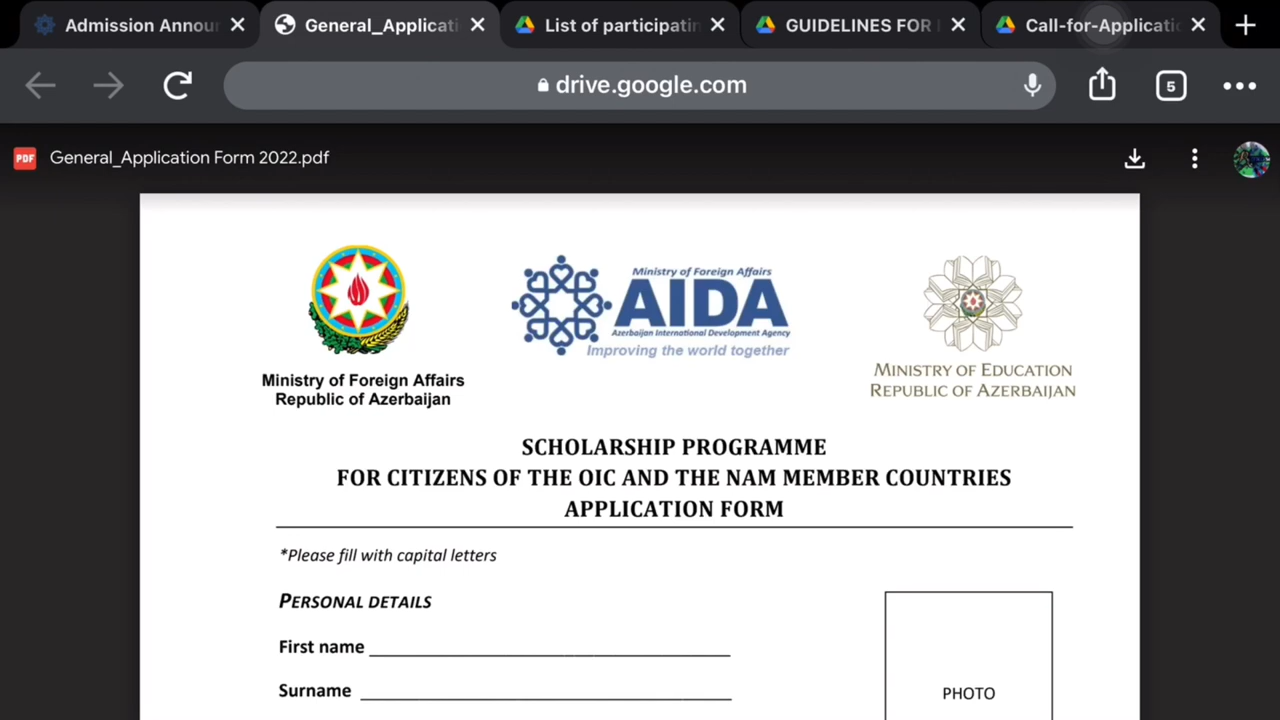 Admission Annou
General_Applicati
List of participatin
GUIDELINES FOR
Call-for-Applicatio
drive.google.com
5
PDF
General_Application Form 2022.pdf
Ministry of Foreign Affairs
Republic of Azerbaijan
Ministry of Foreign Affairs
AIDA
Azerbaijan International Development Agency
Improving the world together
MINISTRY OF EDUCATION
REPUBLIC OF AZERBAIJAN
SCHOLARSHIP PROGRAMME
FOR CITIZENS OF THE OIC AND THE NAM MEMBER COUNTRIES
APPLICATION FORM
*Please fill with capital letters
PERSONAL DETAILS
First name
Surname
PHOTO